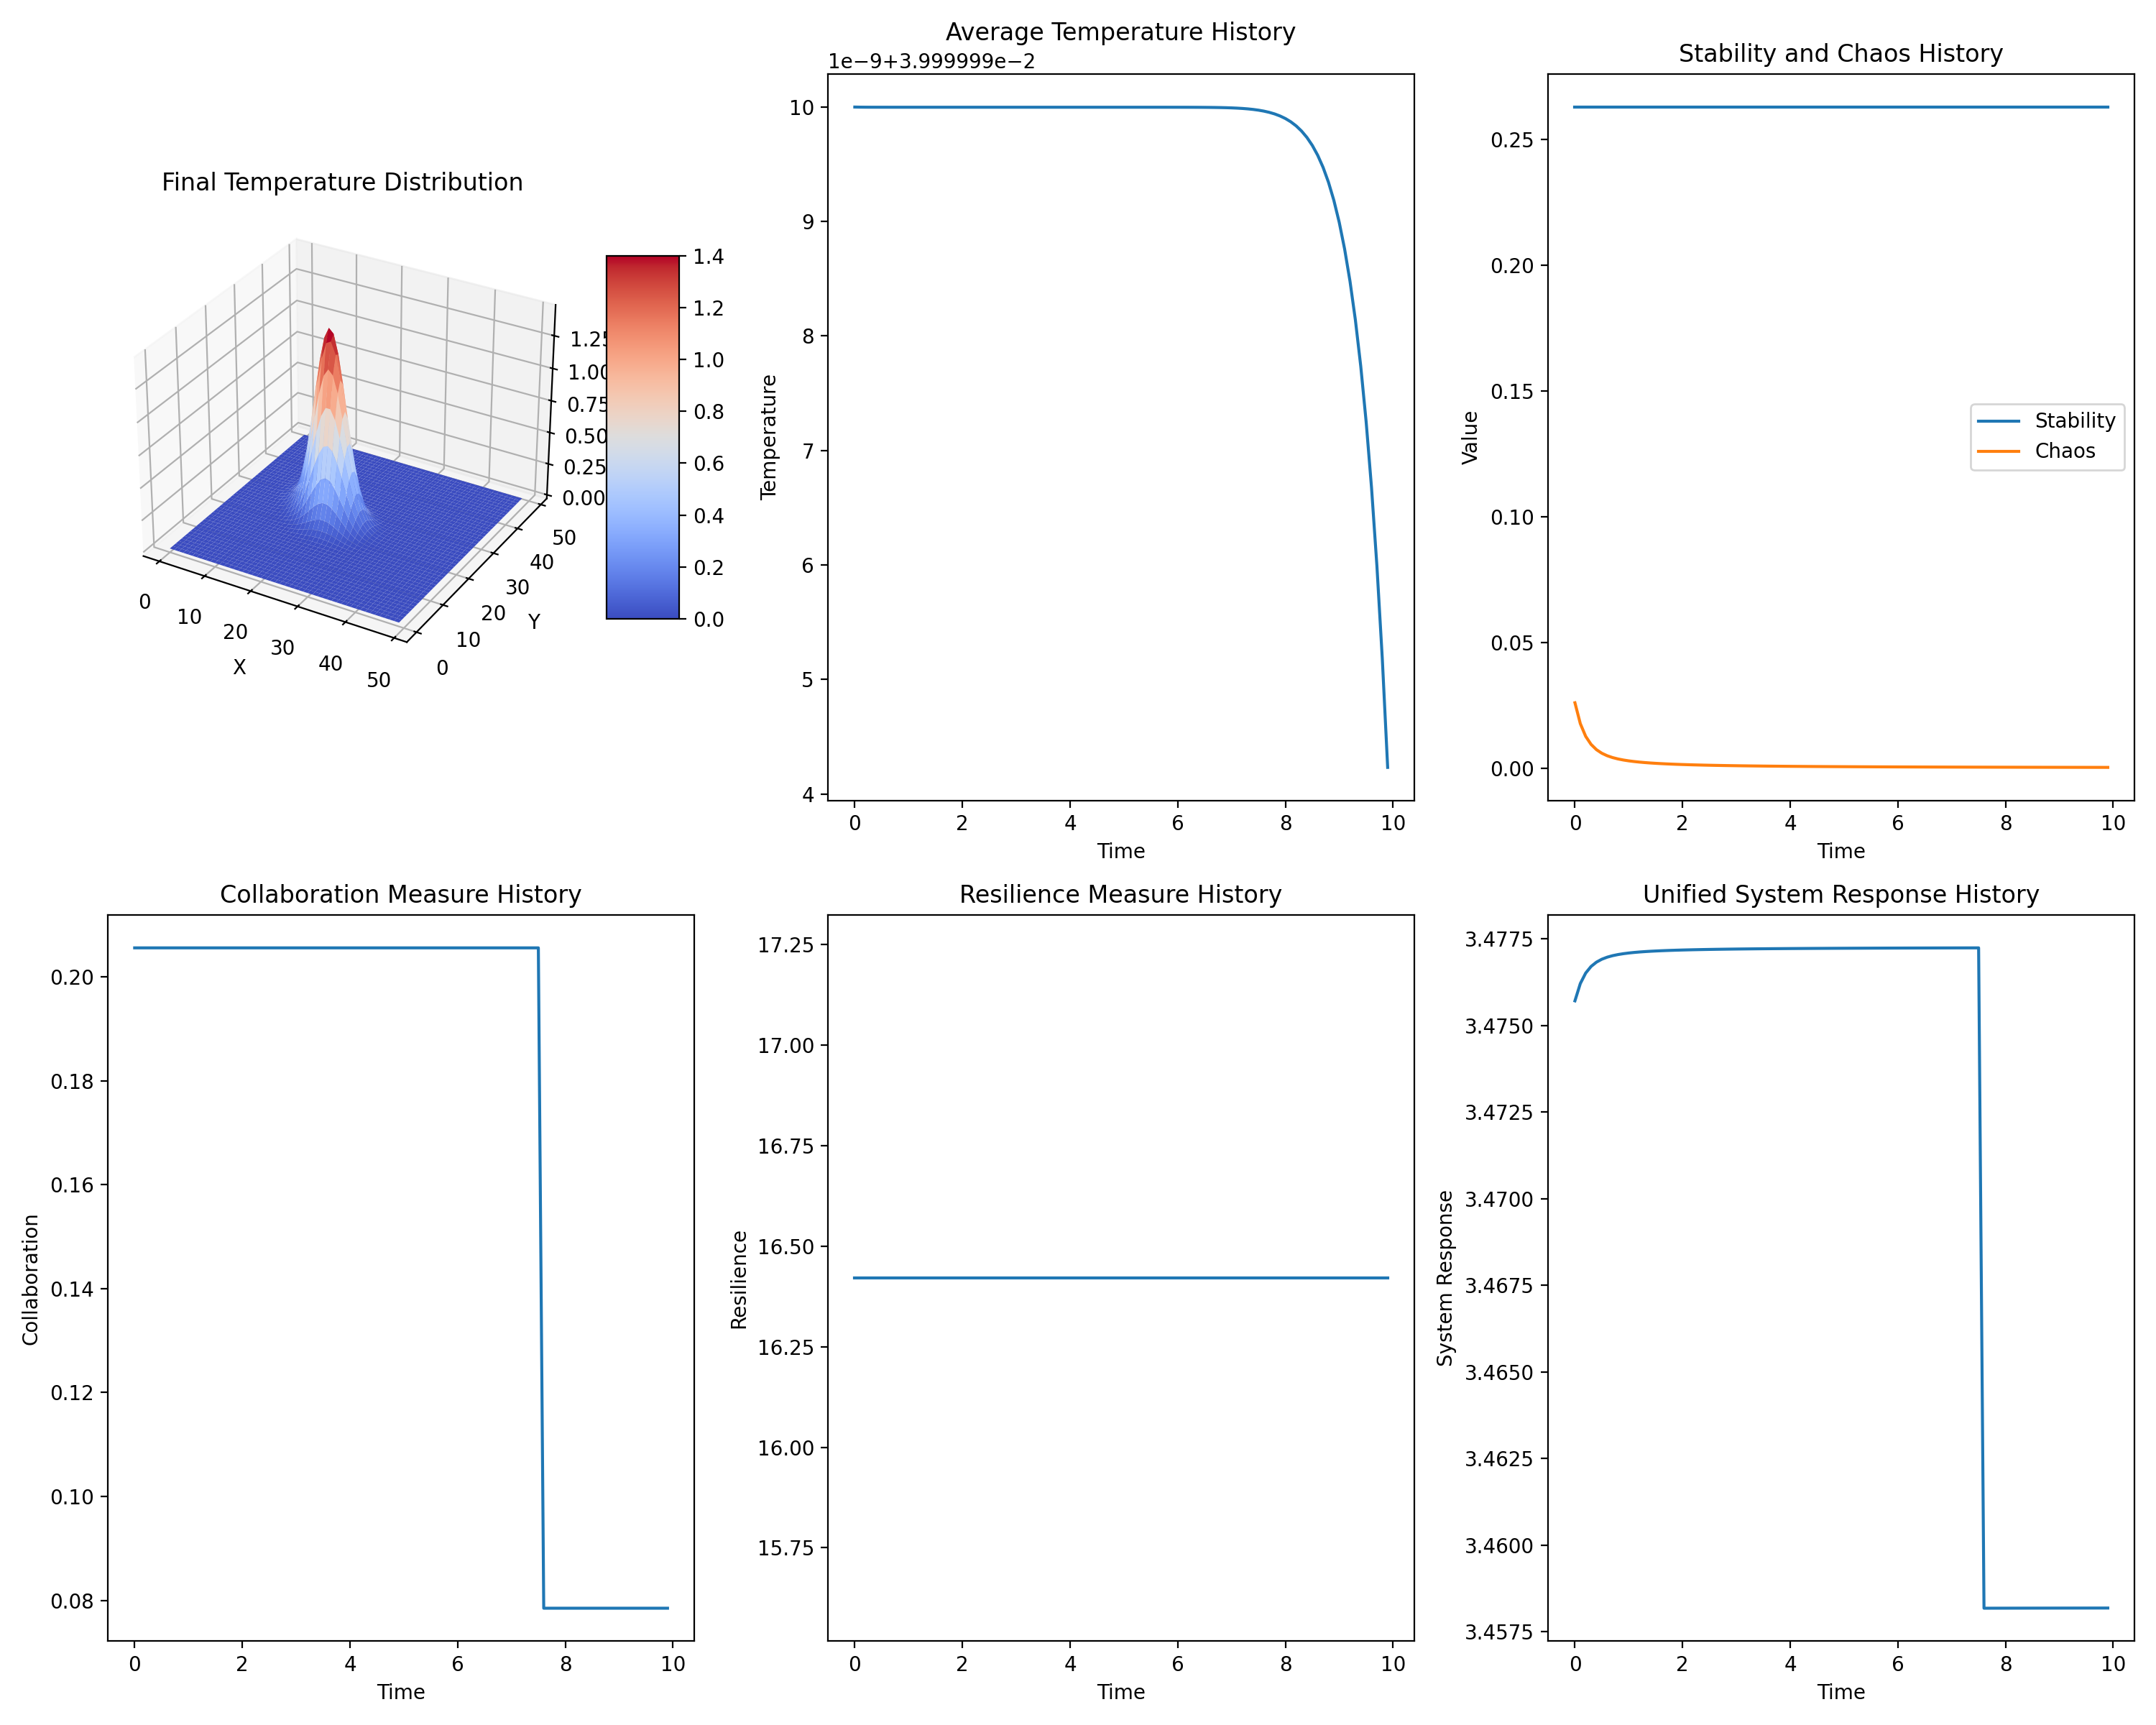 Final Temperature Distribution
1.25
1.00
0.75
0.50
0.25
0.00
0
10
20
30
40
50
X
0
10
20
30
40
50
Y
1.4
1.2
1.0
0.8
0.6
0.4
0.2
0.0
Average Temperature History
1e−9+3.999999e−2
10
9
8
7
6
5
4
Temperature
0 2 4 6 8 10
Time
Stability and Chaos History
0.25
0.20
0.15
0.10
0.05
0.00
Value
Stability
Chaos
0 2 4 6 8 10
Time
Collaboration Measure History
0.20
0.18
0.16
0.14
0.12
0.10
0.08
Collaboration
0 2 4 6 8 10
Time
Resilience Measure History
17.25
17.00
16.75
16.50
16.25
16.00
15.75
Resilience
0 2 4 6 8 10
Time
Unified System Response History
3.4775
3.4750
3.4725
3.4700
3.4675
3.4650
3.4625
3.4600
3.4575
System Response
0 2 4 6 8 10
Time